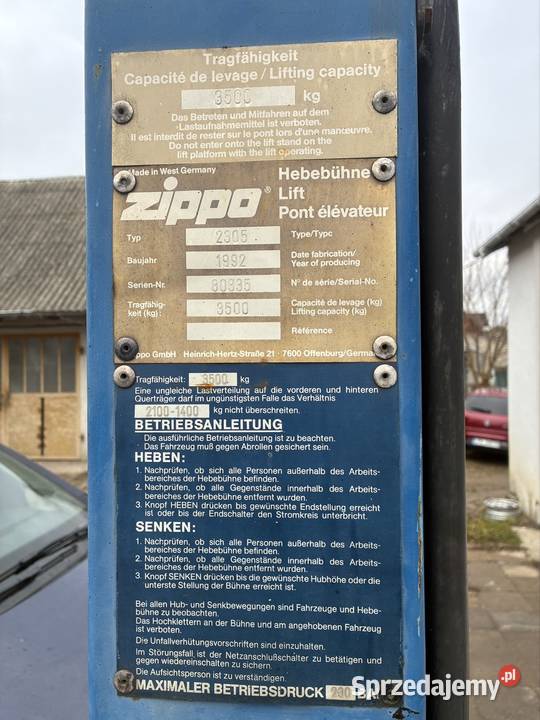 Tragfähigkeit
Capacité de levage / Lifting capacity
3500 kg
Das Betreten und Mitfahren auf dem
Lastaufnahmemittel ist verboten.
Il est interdit de rester sur le pont lors d'une manœuvre.
Do not enter onto the lift stand on the
lift platform with the lift operating.
Made in West Germany
zippo®
Hebebühne
Lift
Pont élévateur
Typ 2305 Type/Typc
Baujahr 1992 Date fabrication/
Year of producing
Serien-Nr. 80335 N° de série/Serial-No.
Tragfähig-
keit (kg): 3500 Capacité de levage (kg)
Lifting capacity (kg)
Référence
Zippo GmbH Heinrich-Hertz-Straße 21 7600 Offenburg/Germany
Tragfähigkeit: 3500 kg
Eine ungleiche Lastverteilung auf die vorderen und hinteren
Querträger darf im ungünstigsten Falle das Verhältnis
2100-1400 kg nicht überschreiten.
BETRIEBSANLEITUNG
Die ausführliche Betriebsanleitung ist zu beachten.
Das Fahrzeug muß gegen Abrollen gesichert sein.
HEBEN:
1. Nachprüfen, ob sich alle Personen außerhalb des Arbeits-
bereiches der Hebebühne befinden.
2. Nachprüfen, ob alle Gegenstände innerhalb des Arbeits-
bereiches der Hebebühne entfernt wurden.
3. Knopf HEBEN drücken bis gewünschte Endstellung erreicht
ist oder bis der Endschalter den Stromkreis unterbricht.
SENKEN:
1. Nachprüfen, ob sich alle Personen außerhalb des Arbeits-
bereiches der Hebebühne befinden.
2. Nachprüfen, ob alle Gegenstände innerhalb des Arbeits-
bereiches der Hebebühne entfernt wurden.
3. Knopf SENKEN drücken bis die gewünschte Hubhöhe oder die
unterste Stellung der Bühne erreicht ist.
Bei allen Hub- und Senkbewegungen sind Fahrzeuge und Hebe-
bühne zu beobachten.
Das Hochklettern an der Bühne und am angehobenen Fahrzeug
ist verboten.
Die Unfallverhütungsvorschriften sind einzuhalten.
Im Störungsfall ist der Netzanschlußschalter zu betätigen und
gegen wiedereinschalten zu sichern.
Die Aufsichtsperson ist zu verständigen.
MAXIMALER BETRIEBSDRUCK
Sprzedajemy.pl